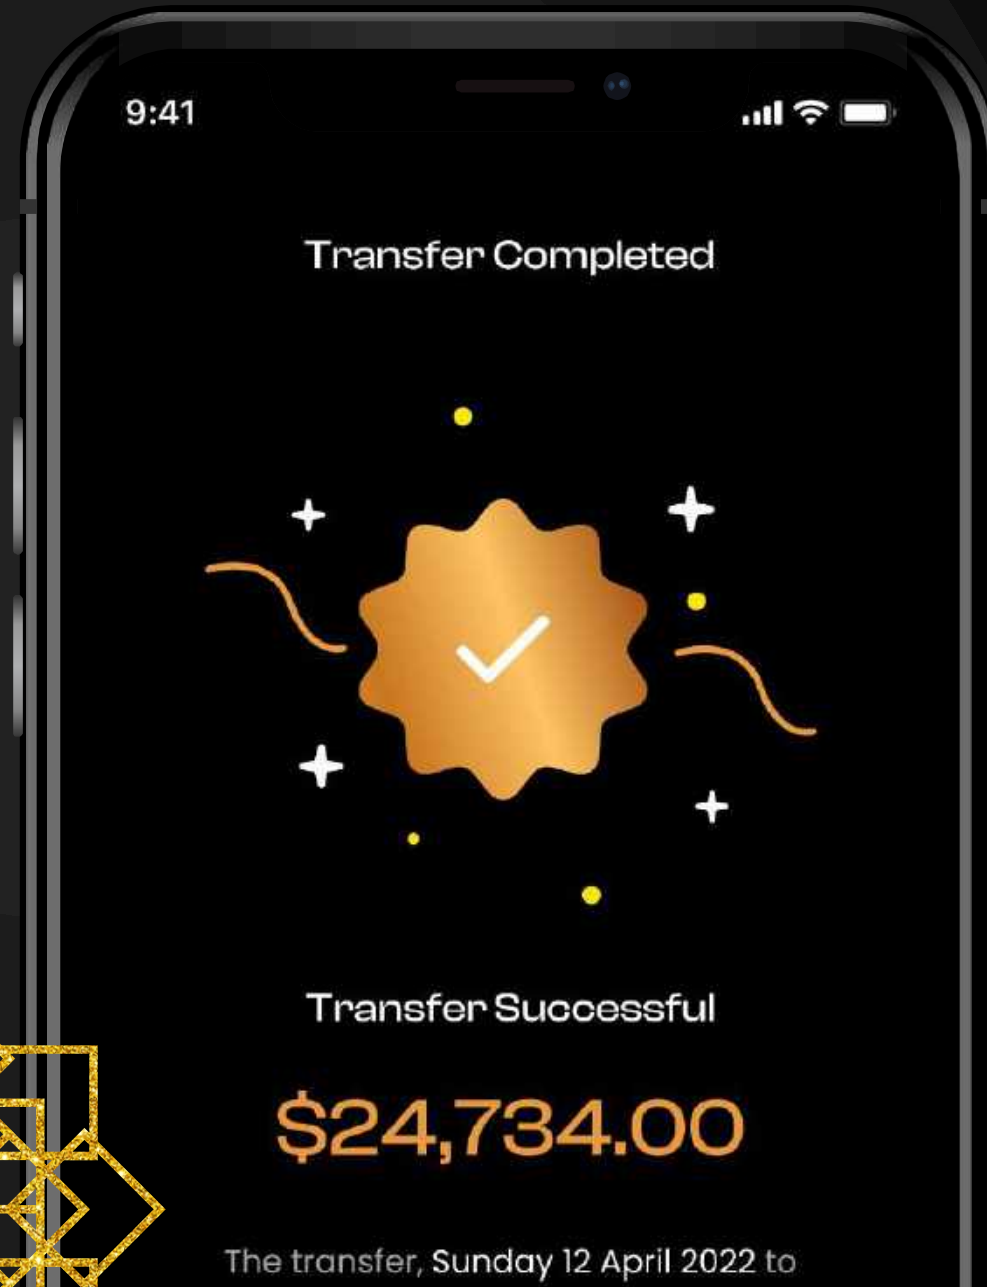 9:41
Transfer Completed
Transfer Successful
$24,734.00
The transfer, Sunday 12 April 2022 to